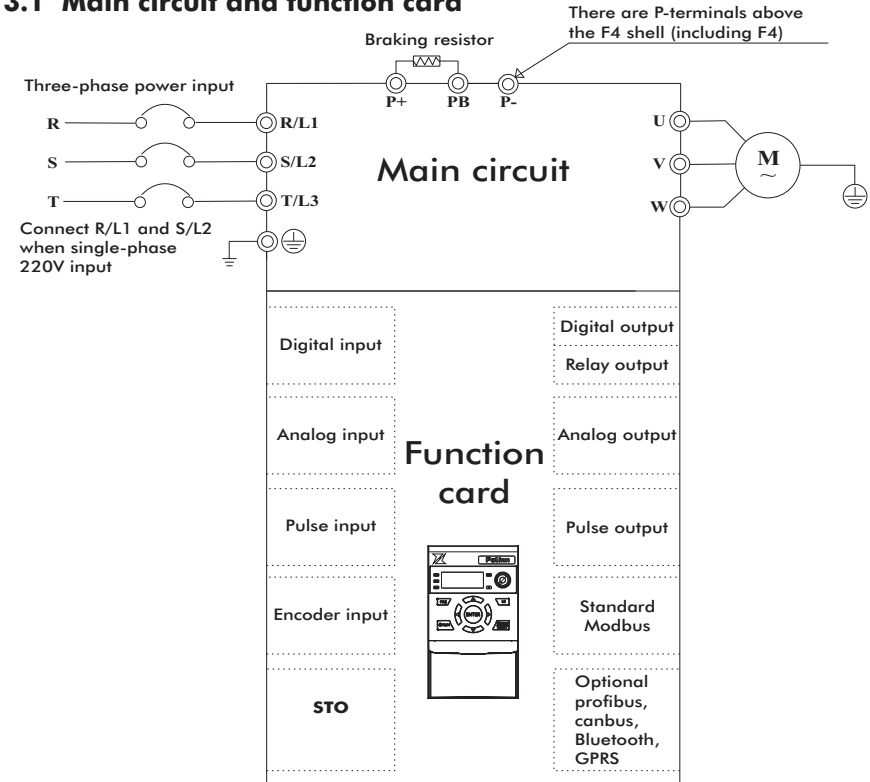 3.1 Main circuit and function card
There are P-terminals above
the F4 shell (including F4)
Braking resistor
P+
PB
P-
Three-phase power input
R
R/L1
S
S/L2
T
T/L3
Connect R/L1 and S/L2
when single-phase
220V input
Main circuit
U
V
W
M
~
Digital input
Digital output
Relay output
Analog input
Analog output
Function
card
Pulse input
Pulse output
Encoder input
ENTER
Standard
Modbus
STO
Optional
profibus,
canbus,
Bluetooth,
GPRS